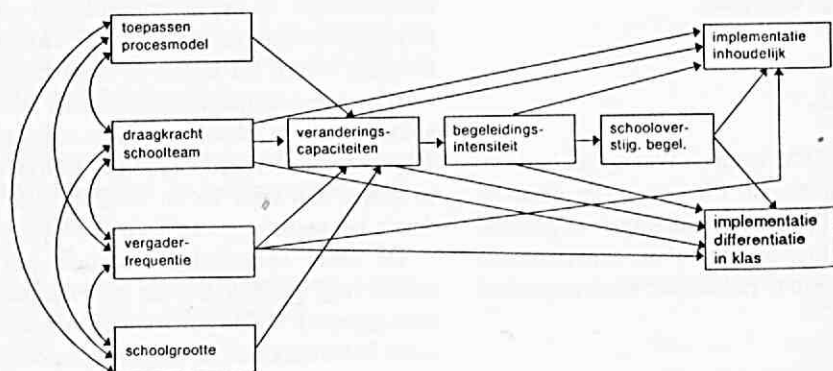 toepassen
procesmodel
draagkracht
schoolteam
vergader-
frequentie
schoolgrootte
veranderings-
capaciteiten
begeleidings-
intensiteit
schoolover-
stijg. begel.
implementatie
inhoudelijk
implementatie
differentiatie
in klas